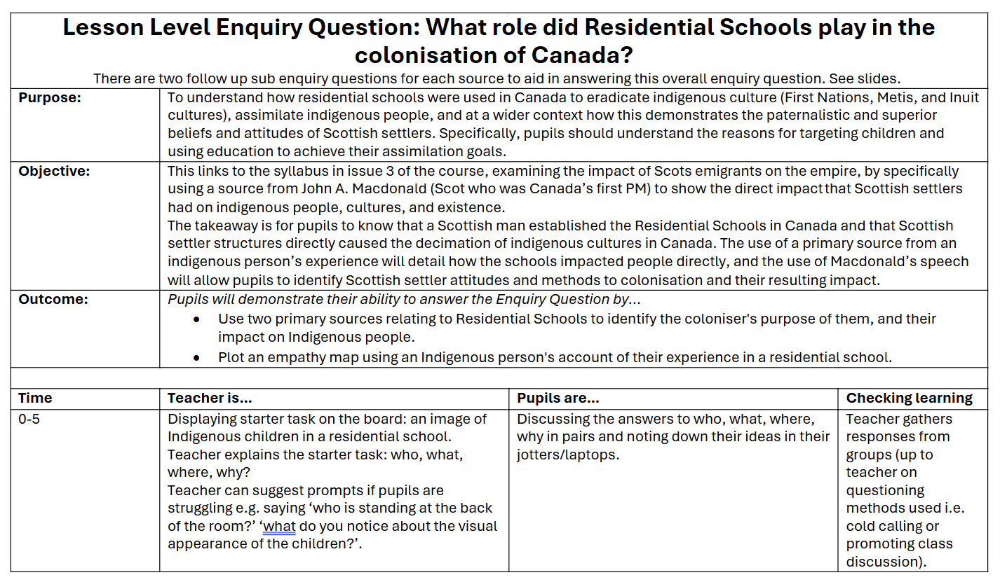 Lesson Level Enquiry Question: What role did Residential Schools play in the
colonisation of Canada?
There are two follow up sub enquiry questions for each source to aid in answering this overall enquiry question. See slides.
Purpose:
To understand how residential schools were used in Canada to eradicate indigenous culture (First Nations, Metis, and Inuit
cultures), assimilate indigenous people, and at a wider context how this demonstrates the paternalistic and superior
beliefs and attitudes of Scottish settlers. Specifically, pupils should understand the reasons for targeting children and
using education to achieve their assimilation goals.
Objective:
This links to the syllabus in issue 3 of the course, examining the impact of Scots emigrants on the empire, by specifically
using a source from John A. Macdonald (Scot who was Canada’s first PM) to show the direct impact that Scottish settlers
had on indigenous people, cultures, and existence.
The takeaway is for pupils to know that a Scottish man established the Residential Schools in Canada and that Scottish
settler structures directly caused the decimation of indigenous cultures in Canada. The use of a primary source from an
indigenous person’s experience will detail how the schools impacted people directly, and the use of Macdonald’s speech
will allow pupils to identify Scottish settler attitudes and methods to colonisation and their resulting impact.
Outcome:
Pupils will demonstrate their ability to answer the Enquiry Question by…
• Use two primary sources relating to Residential Schools to identify the coloniser's purpose of them, and their
impact on Indigenous people.
• Plot an empathy map using an Indigenous person's account of their experience in a residential school.
Time
Teacher is…
Pupils are…
Checking learning
0-5
Displaying starter task on the board: an image of
Indigenous children in a residential school.
Teacher explains the starter task: who, what,
where, why?
Teacher can suggest prompts if pupils are
struggling e.g. saying ‘who is standing at the back
of the room?’ ‘what do you notice about the visual
appearance of the children?’.
Discussing the answers to who, what, where,
why in pairs and noting down their ideas in their
jotters/laptops.
Teacher gathers
responses from
groups (up to
teacher on
questioning
methods used i.e.
cold calling or
promoting class
discussion).